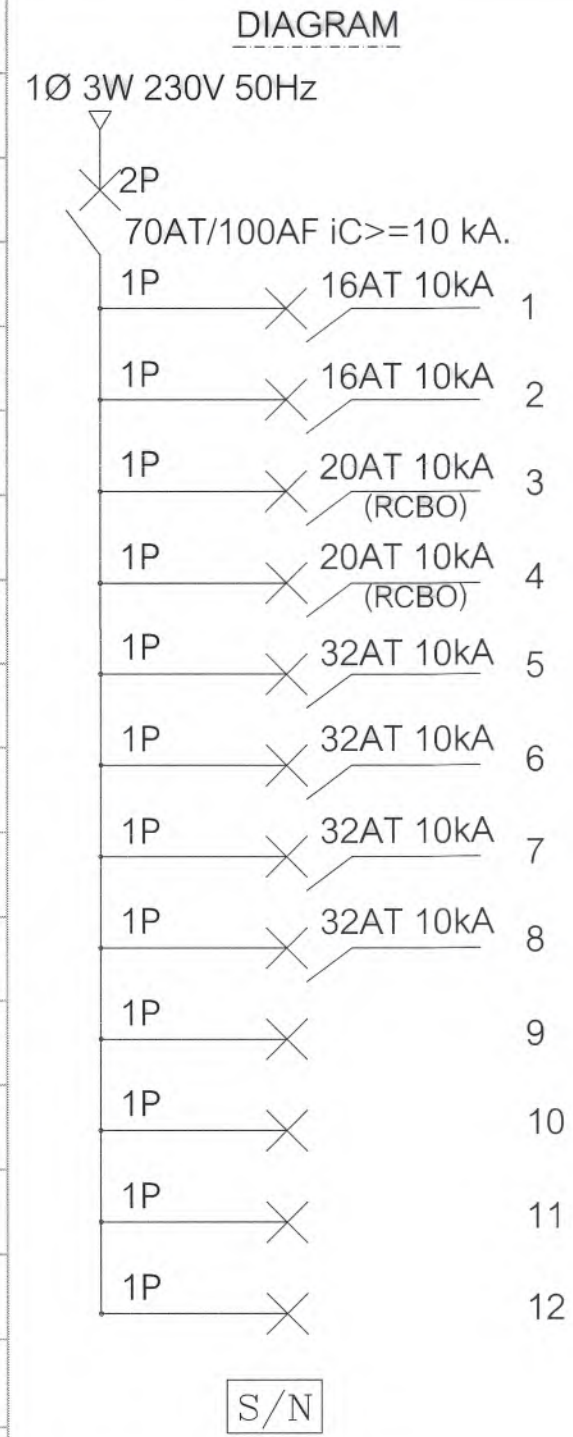 DIAGRAM
1Ø 3W 230V 50Hz
2P
70AT/100AF iC>=10 kA.
1P 16AT 10kA 1
1P 16AT 10kA 2
1P 20AT 10kA 3
(RCBO)
1P 20AT 10kA 4
(RCBO)
1P 32AT 10kA 5
1P 32AT 10kA 6
1P 32AT 10kA 7
1P 32AT 10kA 8
1P 9
1P 10
1P 11
1P 12
S/N